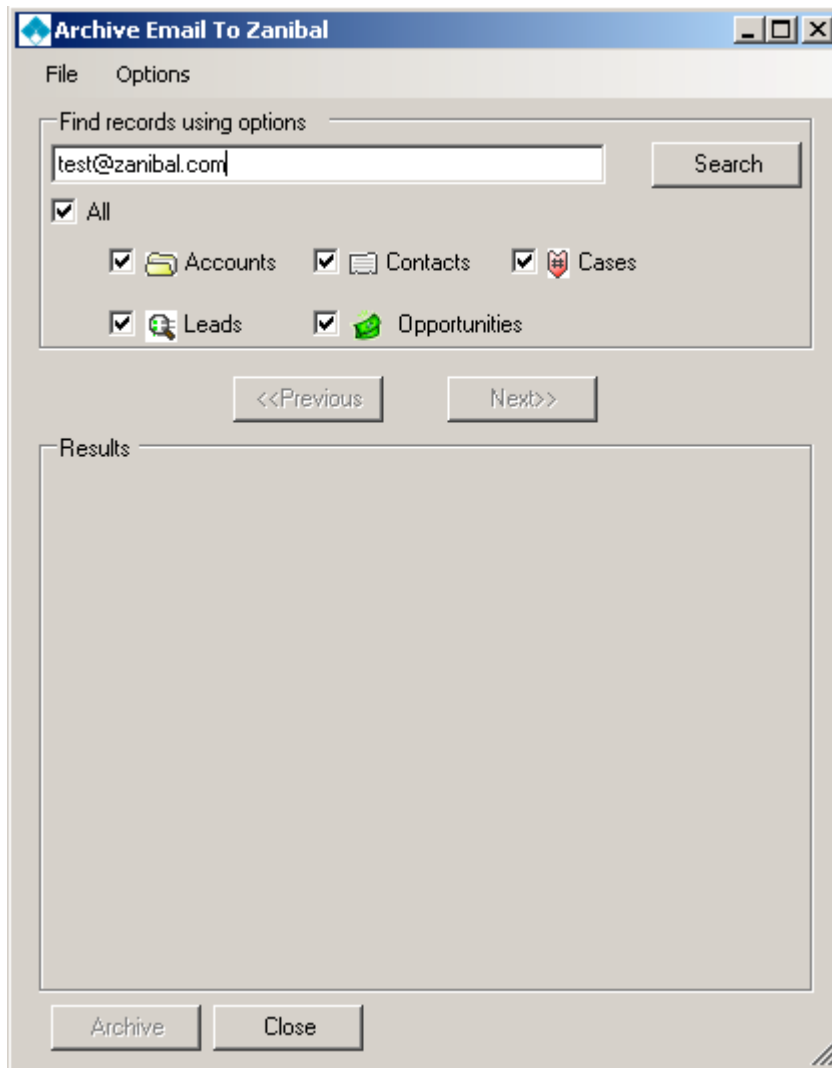 Archive Email To Zanibal
File Options
Find records using options
test@zanibal.com Search
All
Accounts Contacts Cases
Leads Opportunities
<<Previous Next>>
Results
Archive Close